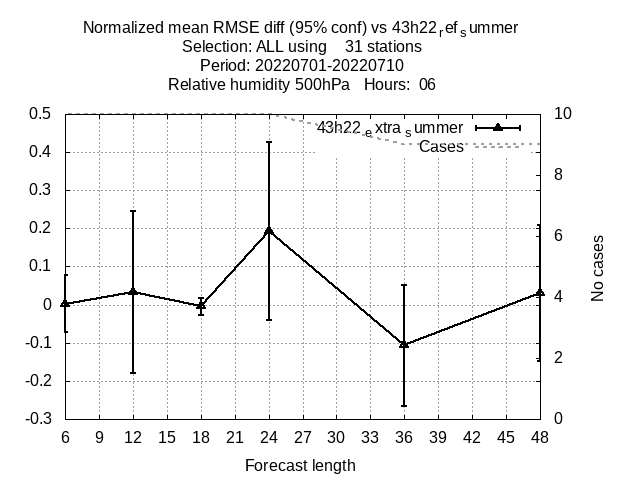 Normalized mean RMSE diff (95% conf) vs 43h22refsummer
Selection: ALL using 31 stations
Period: 20220701-20220710
Relative humidity 500hPa Hours: 06
43h22extrasummer
Cases
0.5
0.4
0.3
0.2
0.1
0
-0.1
-0.2
-0.3
10
8
6
4
2
0
No cases
6 9 12 15 18 21 24 27 30 33 36 39 42 45 48
Forecast length